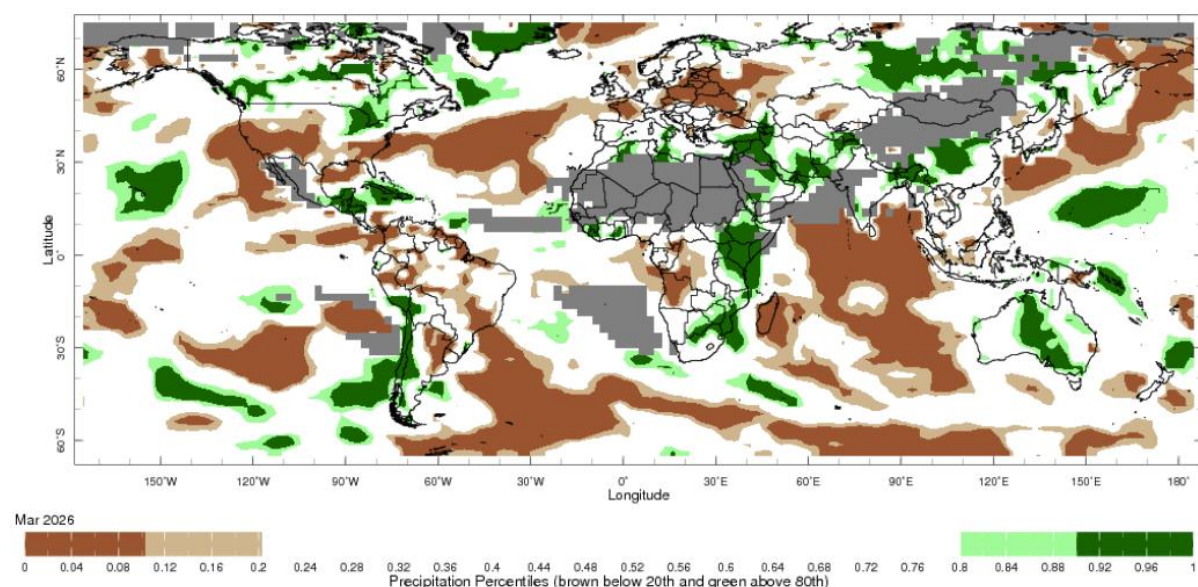 60°N
30°N
0°
30°S
60°S
Latitude
150°W 120°W 90°W 60°W 30°W 0° 30°E 60°E 90°E 120°E 150°E 180°
Longitude
Mar 2026
0 0.04 0.08 0.12 0.16 0.2 0.24 0.28 0.32 0.36 0.4 0.44 0.48 0.52 0.56 0.6 0.64 0.68 0.72 0.76 0.8 0.84 0.88 0.92 0.96 1
Precipitation Percentiles (brown below 20th and green above 80th)